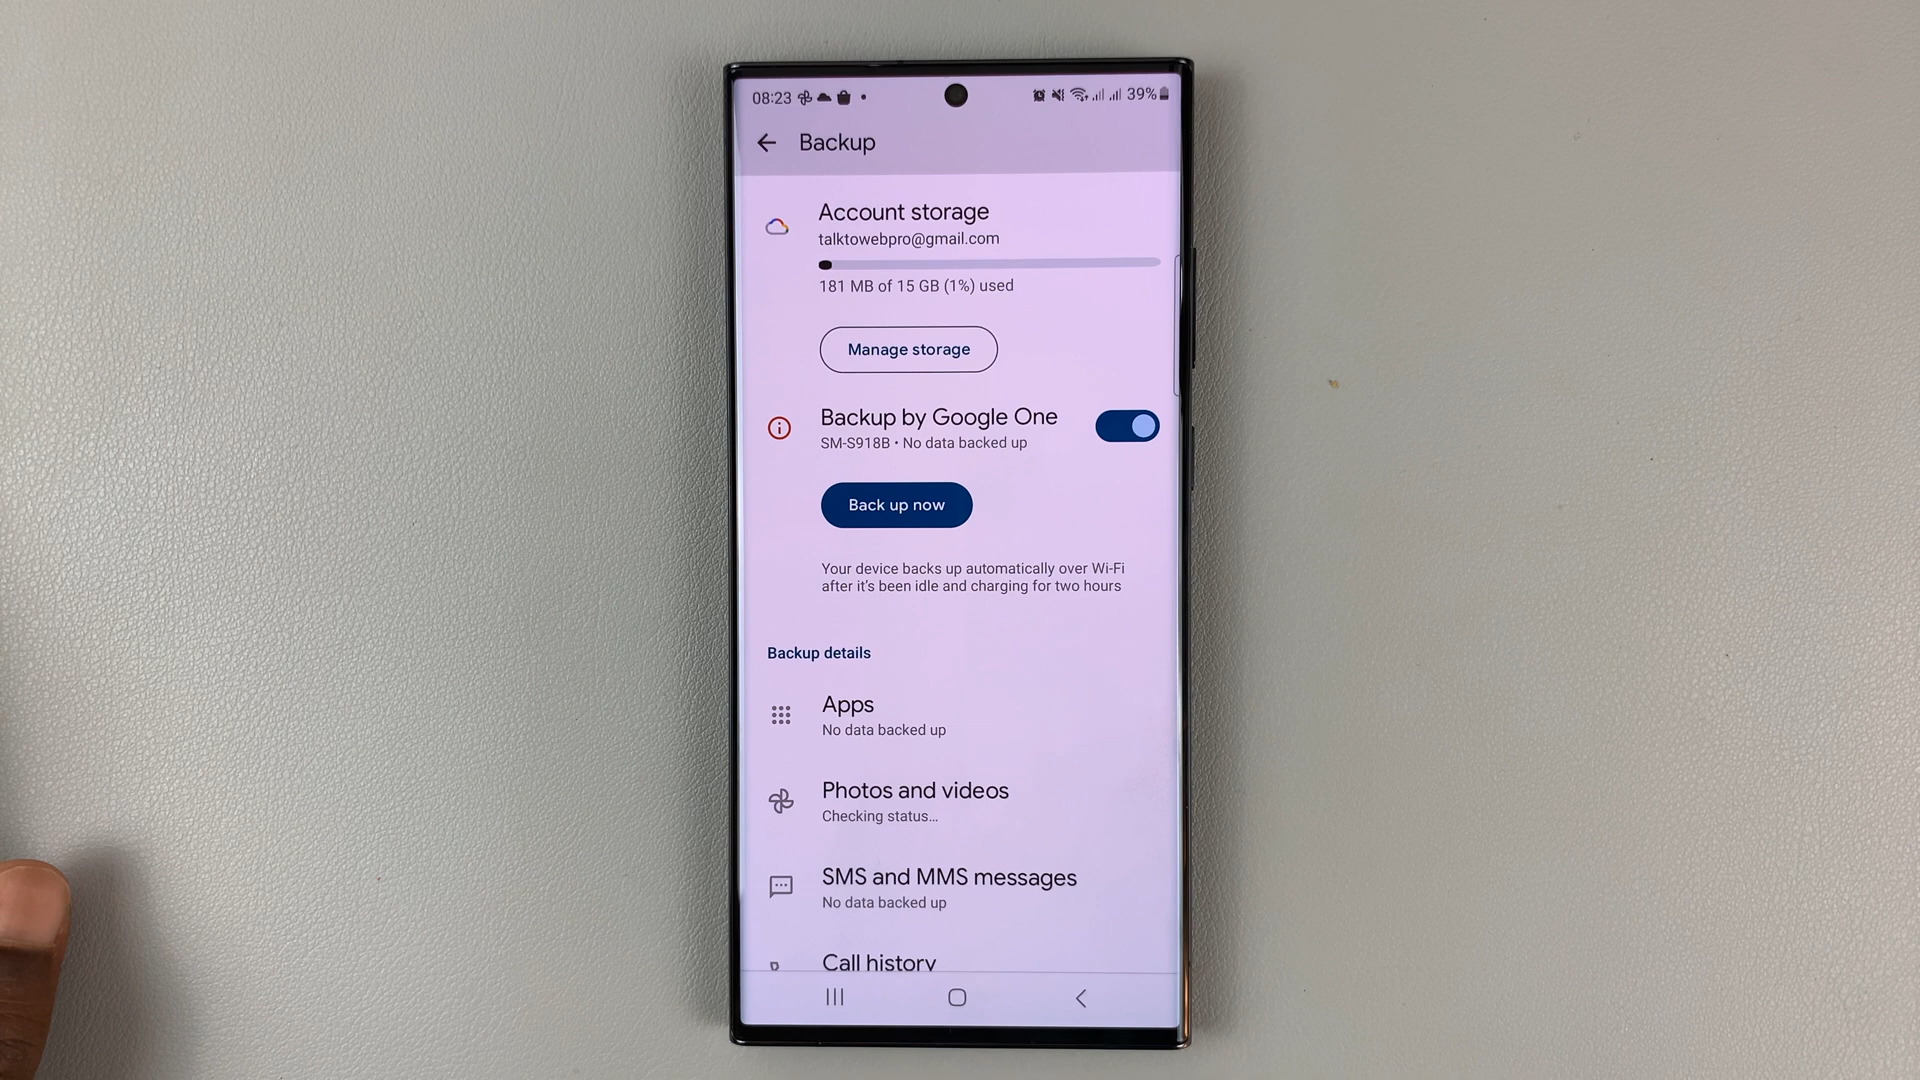 08:23 39%
Backup
Account storage
talktowebpro@gmail.com
181 MB of 15 GB (1%) used
Manage storage
Backup by Google One
SM-S918B • No data backed up
Back up now
Your device backs up automatically over Wi-Fi
after it's been idle and charging for two hours
Backup details
Apps
No data backed up
Photos and videos
Checking status...
SMS and MMS messages
No data backed up
Call history